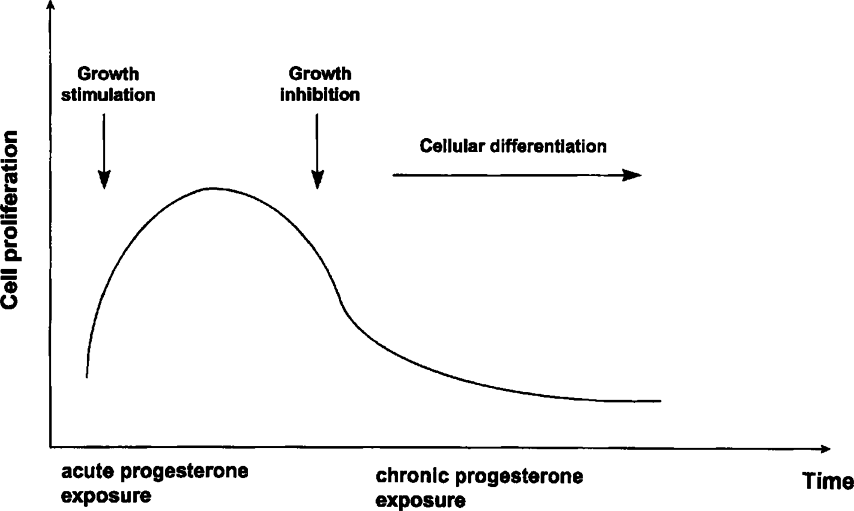 Growth
stimulation
Growth
inhibition
Cellular differentiation
Cell proliferation
acute progesterone
exposure
chronic progesterone
exposure
Time